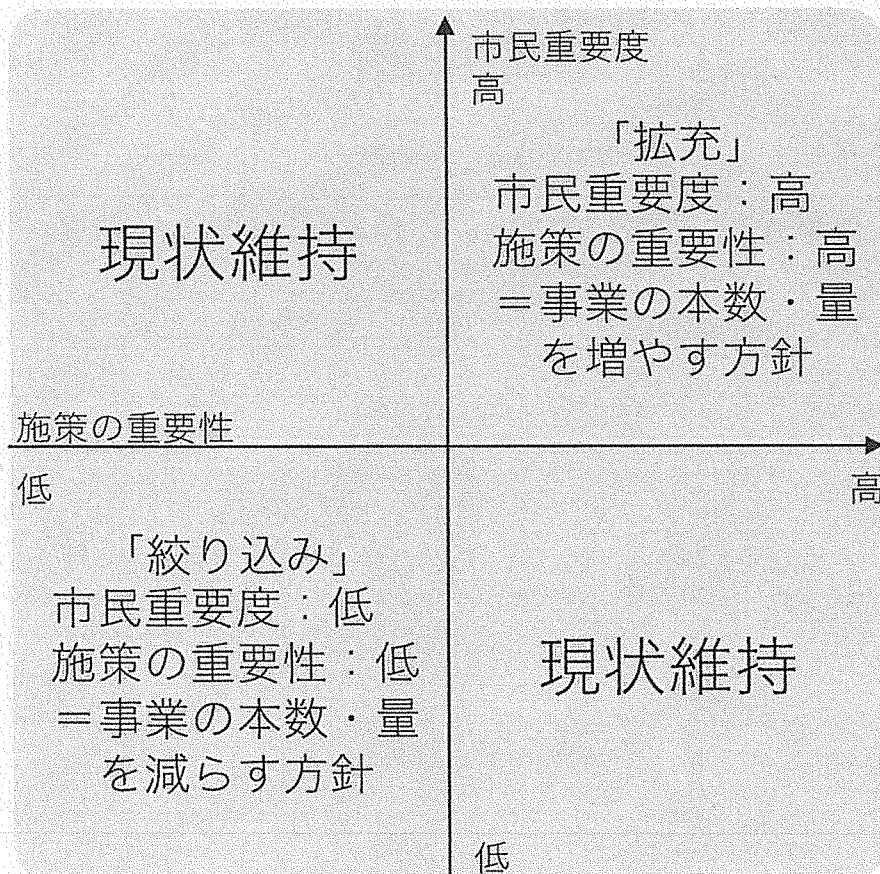 市民重要度
高
「拡充」
市民重要度：高
施策の重要性：高
＝事業の本数・量
を増やす方針
現状維持
施策の重要性
低
高
「絞り込み」
市民重要度：低
施策の重要性：低
＝事業の本数・量
を減らす方針
現状維持
低